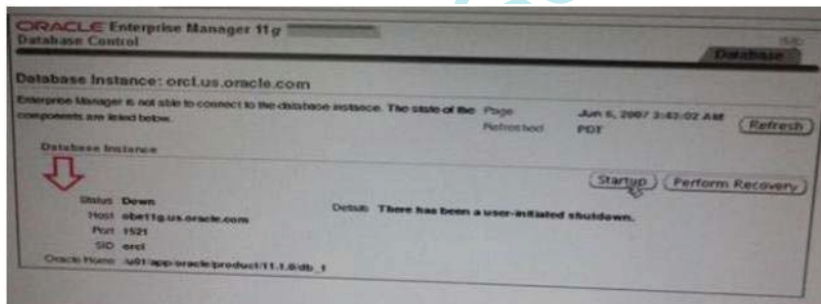 ORACLE Enterprise Manager 11g
Database Control
Help
Database
Database Instance: orcl.us.oracle.com
Enterprise Manager is not able to connect to the database instance. The state of the components are listed below.
Page Refreshed Jun 6, 2007 3:43:02 AM PDT
Refresh
Database Instance
Startup
Perform Recovery
Status Down
Host obe11g.us.oracle.com
Port 1521
SID orcl
Oracle Home /u01/app/oracle/product/11.1.0/db_1
Details There has been a user-initiated shutdown.